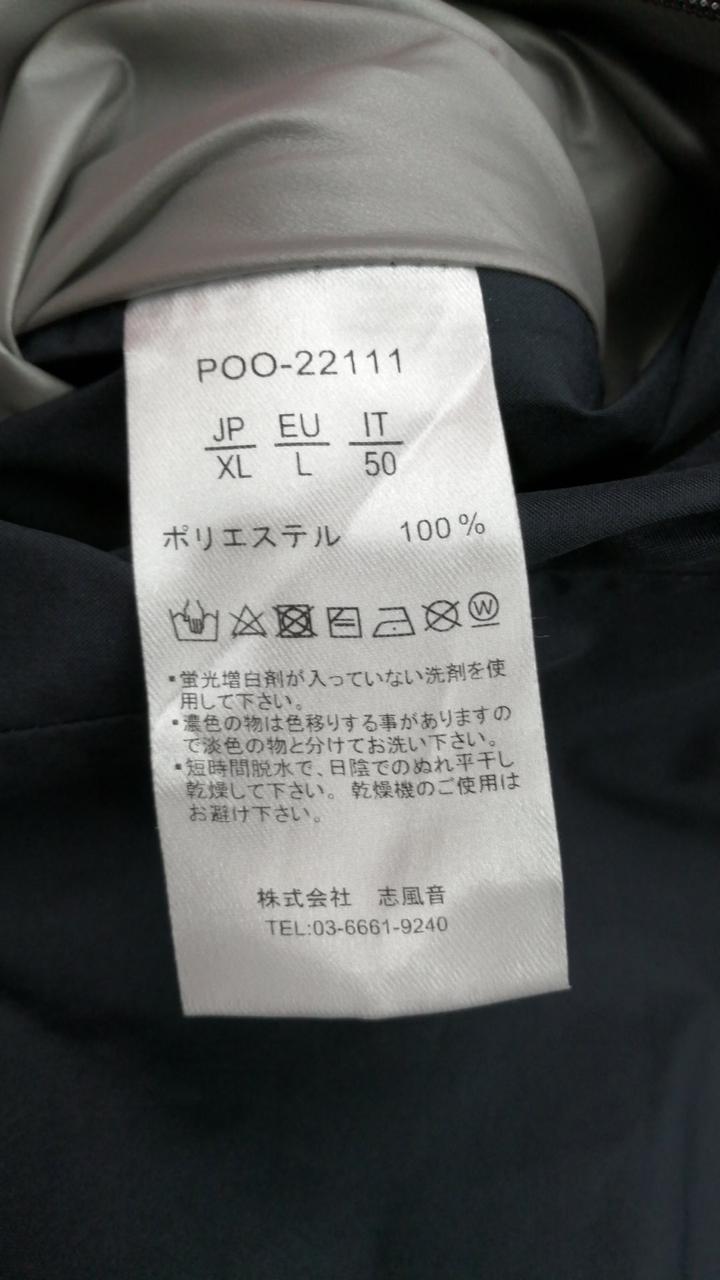 POO-22111
JP EU IT
XL L 50
ポリエステル 100%
W
・蛍光増白剤が入っていない洗剤を使
用して下さい。
・濃色の物は色移りする事がありますの
で淡色の物と分けてお洗い下さい。
・短時間脱水で、日陰でのぬれ平干し
乾燥して下さい。乾燥機のご使用は
お避け下さい。
株式会社 志風音
TEL:03-6661-9240